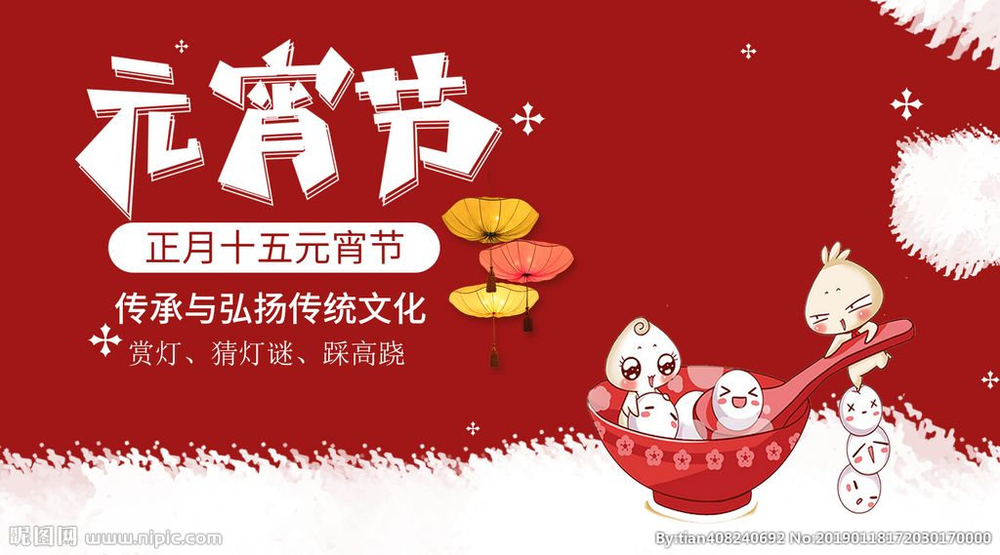 元宵节
正月十五元宵节
传承与弘扬传统文化
赏灯、猜灯谜、踩高跷
昵图网 www.nipic.com
By:tian408240692 No:20190118172030170000